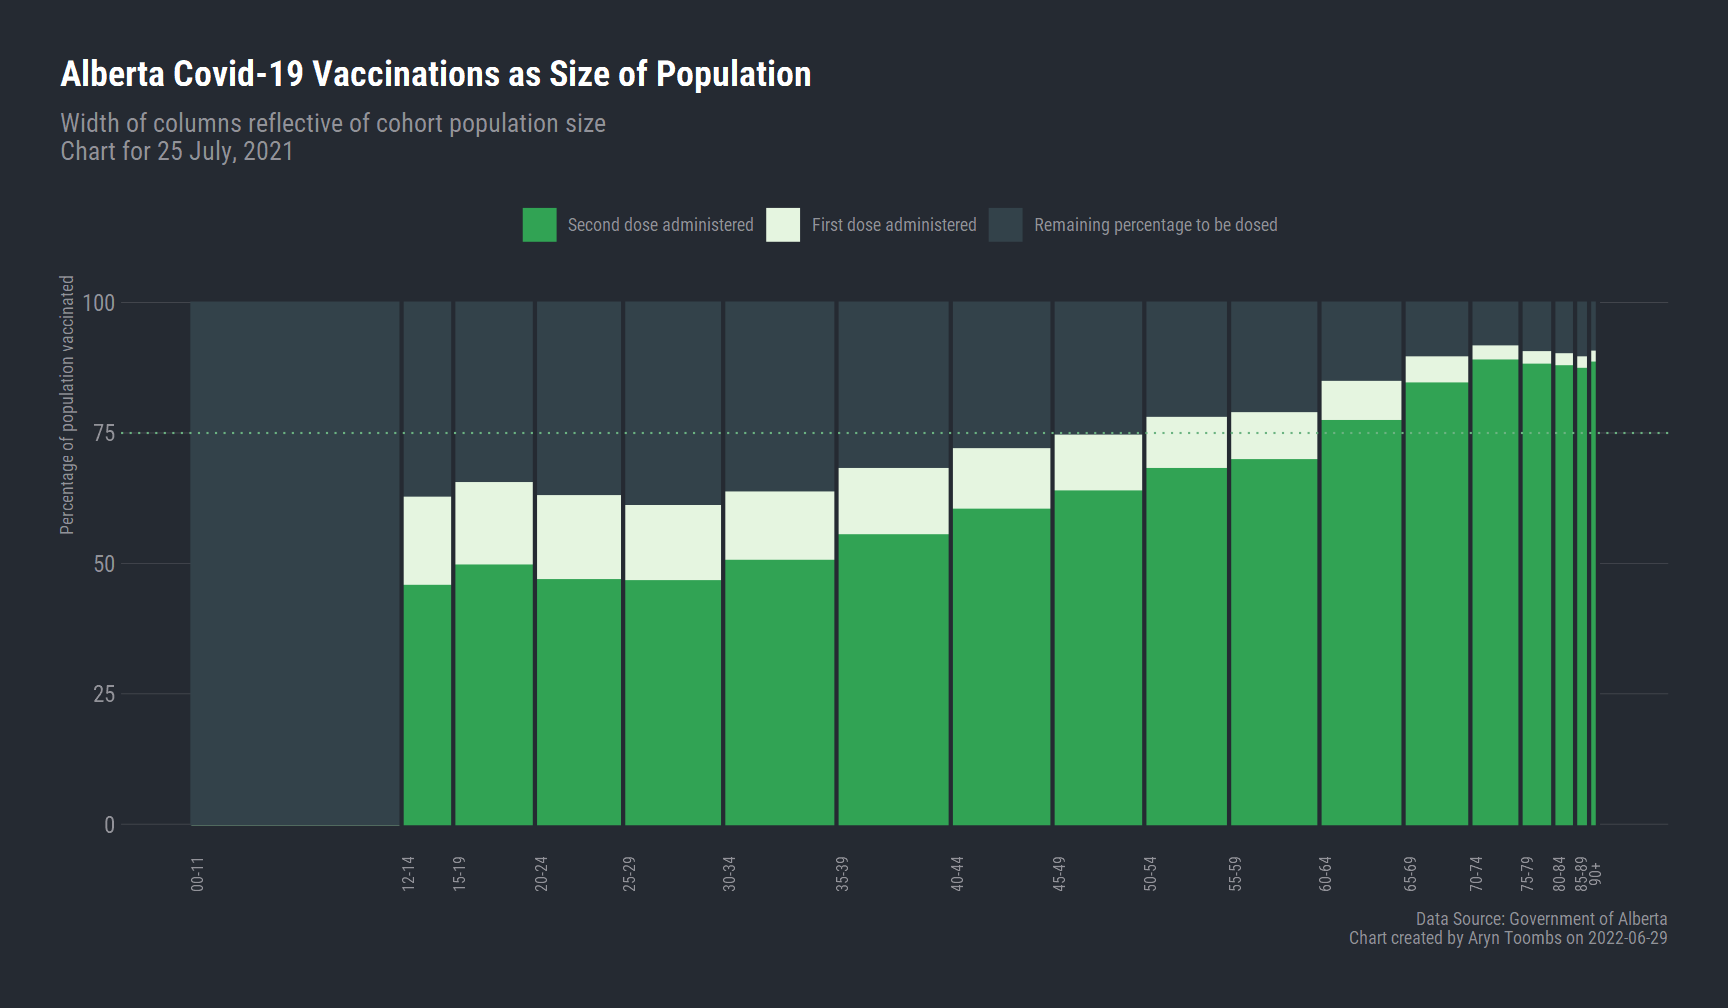 Alberta Covid-19 Vaccinations as Size of Population
Width of columns reflective of cohort population size
Chart for 25 July, 2021
Second dose administered
First dose administered
Remaining percentage to be dosed
Percentage of population vaccinated
100
75
50
25
0
00-11
12-14
15-19
20-24
25-29
30-34
35-39
40-44
45-49
50-54
55-59
60-64
65-69
70-74
75-79
80-84
85-89
90+
Data Source: Government of Alberta
Chart created by Aryn Toombs on 2022-06-29